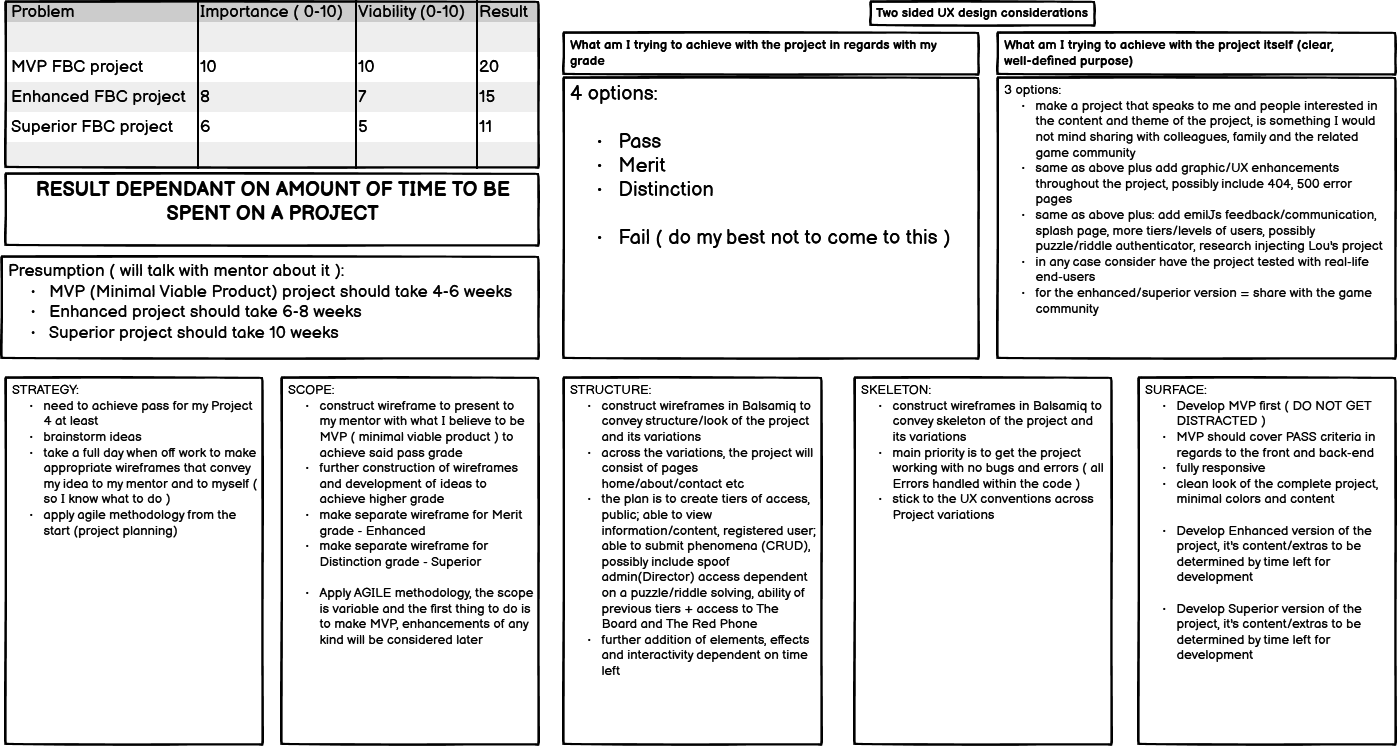 Problem Importance ( 0-10) Viability (0-10) Result
MVP FBC project 10 10 20
Enhanced FBC project 8 7 15
Superior FBC project 6 5 11
RESULT DEPENDANT ON AMOUNT OF TIME TO BE
SPENT ON A PROJECT
Presumption ( will talk with mentor about it ):
· MVP (Minimal Viable Product) project should take 4-6 weeks
· Enhanced project should take 6-8 weeks
· Superior project should take 10 weeks
Two sided UX design considerations
What am I trying to achieve with the project in regards with my
grade
4 options:
· Pass
· Merit
· Distinction
· Fail ( do my best not to come to this )
What am I trying to achieve with the project itself (clear,
well-defined purpose)
3 options:
· make a project that speaks to me and people interested in
the content and theme of the project, is something I would
not mind sharing with colleagues, family and the related
game community
· same as above plus add graphic/UX enhancements
throughout the project, possibly include 404, 500 error
pages
· same as above plus: add emilJs feedback/communication,
splash page, more tiers/levels of users, possibly
puzzle/riddle authenticator, research injecting Lou's project
· in any case consider have the project tested with real-life
end-users
· for the enhanced/superior version = share with the game
community
STRATEGY:
· need to achieve pass for my Project
4 at least
· brainstorm ideas
· take a full day when off work to make
appropriate wireframes that convey
my idea to my mentor and to myself (
so I know what to do )
· apply agile methodology from the
start (project planning)
SCOPE:
· construct wireframe to present to
my mentor with what I believe to be
MVP ( minimal viable product ) to
achieve said pass grade
· further construction of wireframes
and development of ideas to
achieve higher grade
· make separate wireframe for Merit
grade - Enhanced
· make separate wireframe for
Distinction grade - Superior
· Apply AGILE methodology, the scope
is variable and the first thing to do is
to make MVP, enhancements of any
kind will be considered later
STRUCTURE:
· construct wireframes in Balsamiq to
convey structure/look of the project
and its variations
· across the variations, the project will
consist of pages
home/about/contact etc
· the plan is to create tiers of access,
public; able to view
information/content, registered user;
able to submit phenomena (CRUD),
possibly include spoof
admin(Director) access dependent
on a puzzle/riddle solving, ability of
previous tiers + access to The
Board and The Red Phone
· further addition of elements, effects
and interactivity dependent on time
left
SKELETON:
· construct wireframes in Balsamiq to
convey skeleton of the project and
its variations
· main priority is to get the project
working with no bugs and errors ( all
Errors handled within the code )
· stick to the UX conventions across
Project variations
SURFACE:
· Develop MVP first ( DO NOT GET
DISTRACTED )
· MVP should cover PASS criteria in
regards to the front and back-end
· fully responsive
· clean look of the complete project,
minimal colors and content
· Develop Enhanced version of the
project, it's content/extras to be
determined by time left for
development
· Develop Superior version of the
project, it's content/extras to be
determined by time left for
development